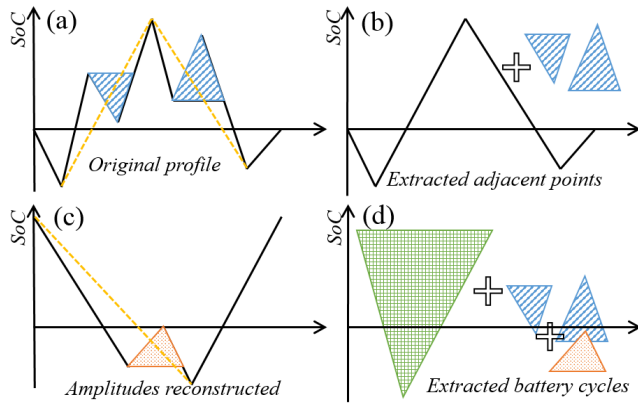 SoC
(a)
Original profile
SoC
(b)
Extracted adjacent points
SoC
(c)
Amplitudes reconstructed
SoC
(d)
Extracted battery cycles